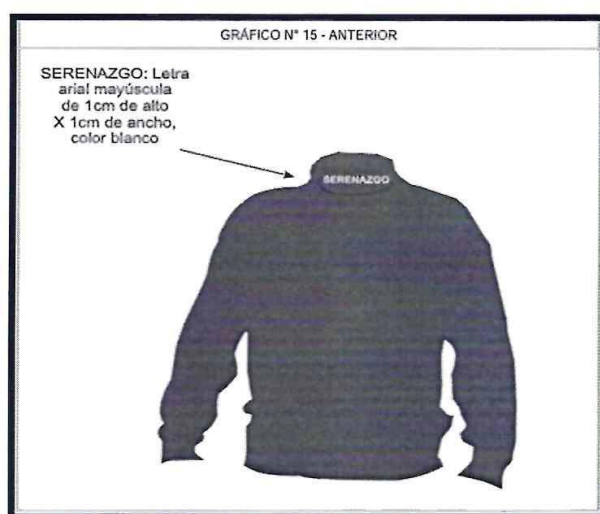 GRÁFICO N° 15 - ANTERIOR
SERENAZGO: Letra
arial mayúscula
de 1cm de alto
X 1cm de ancho,
color blanco
SERENAZGO